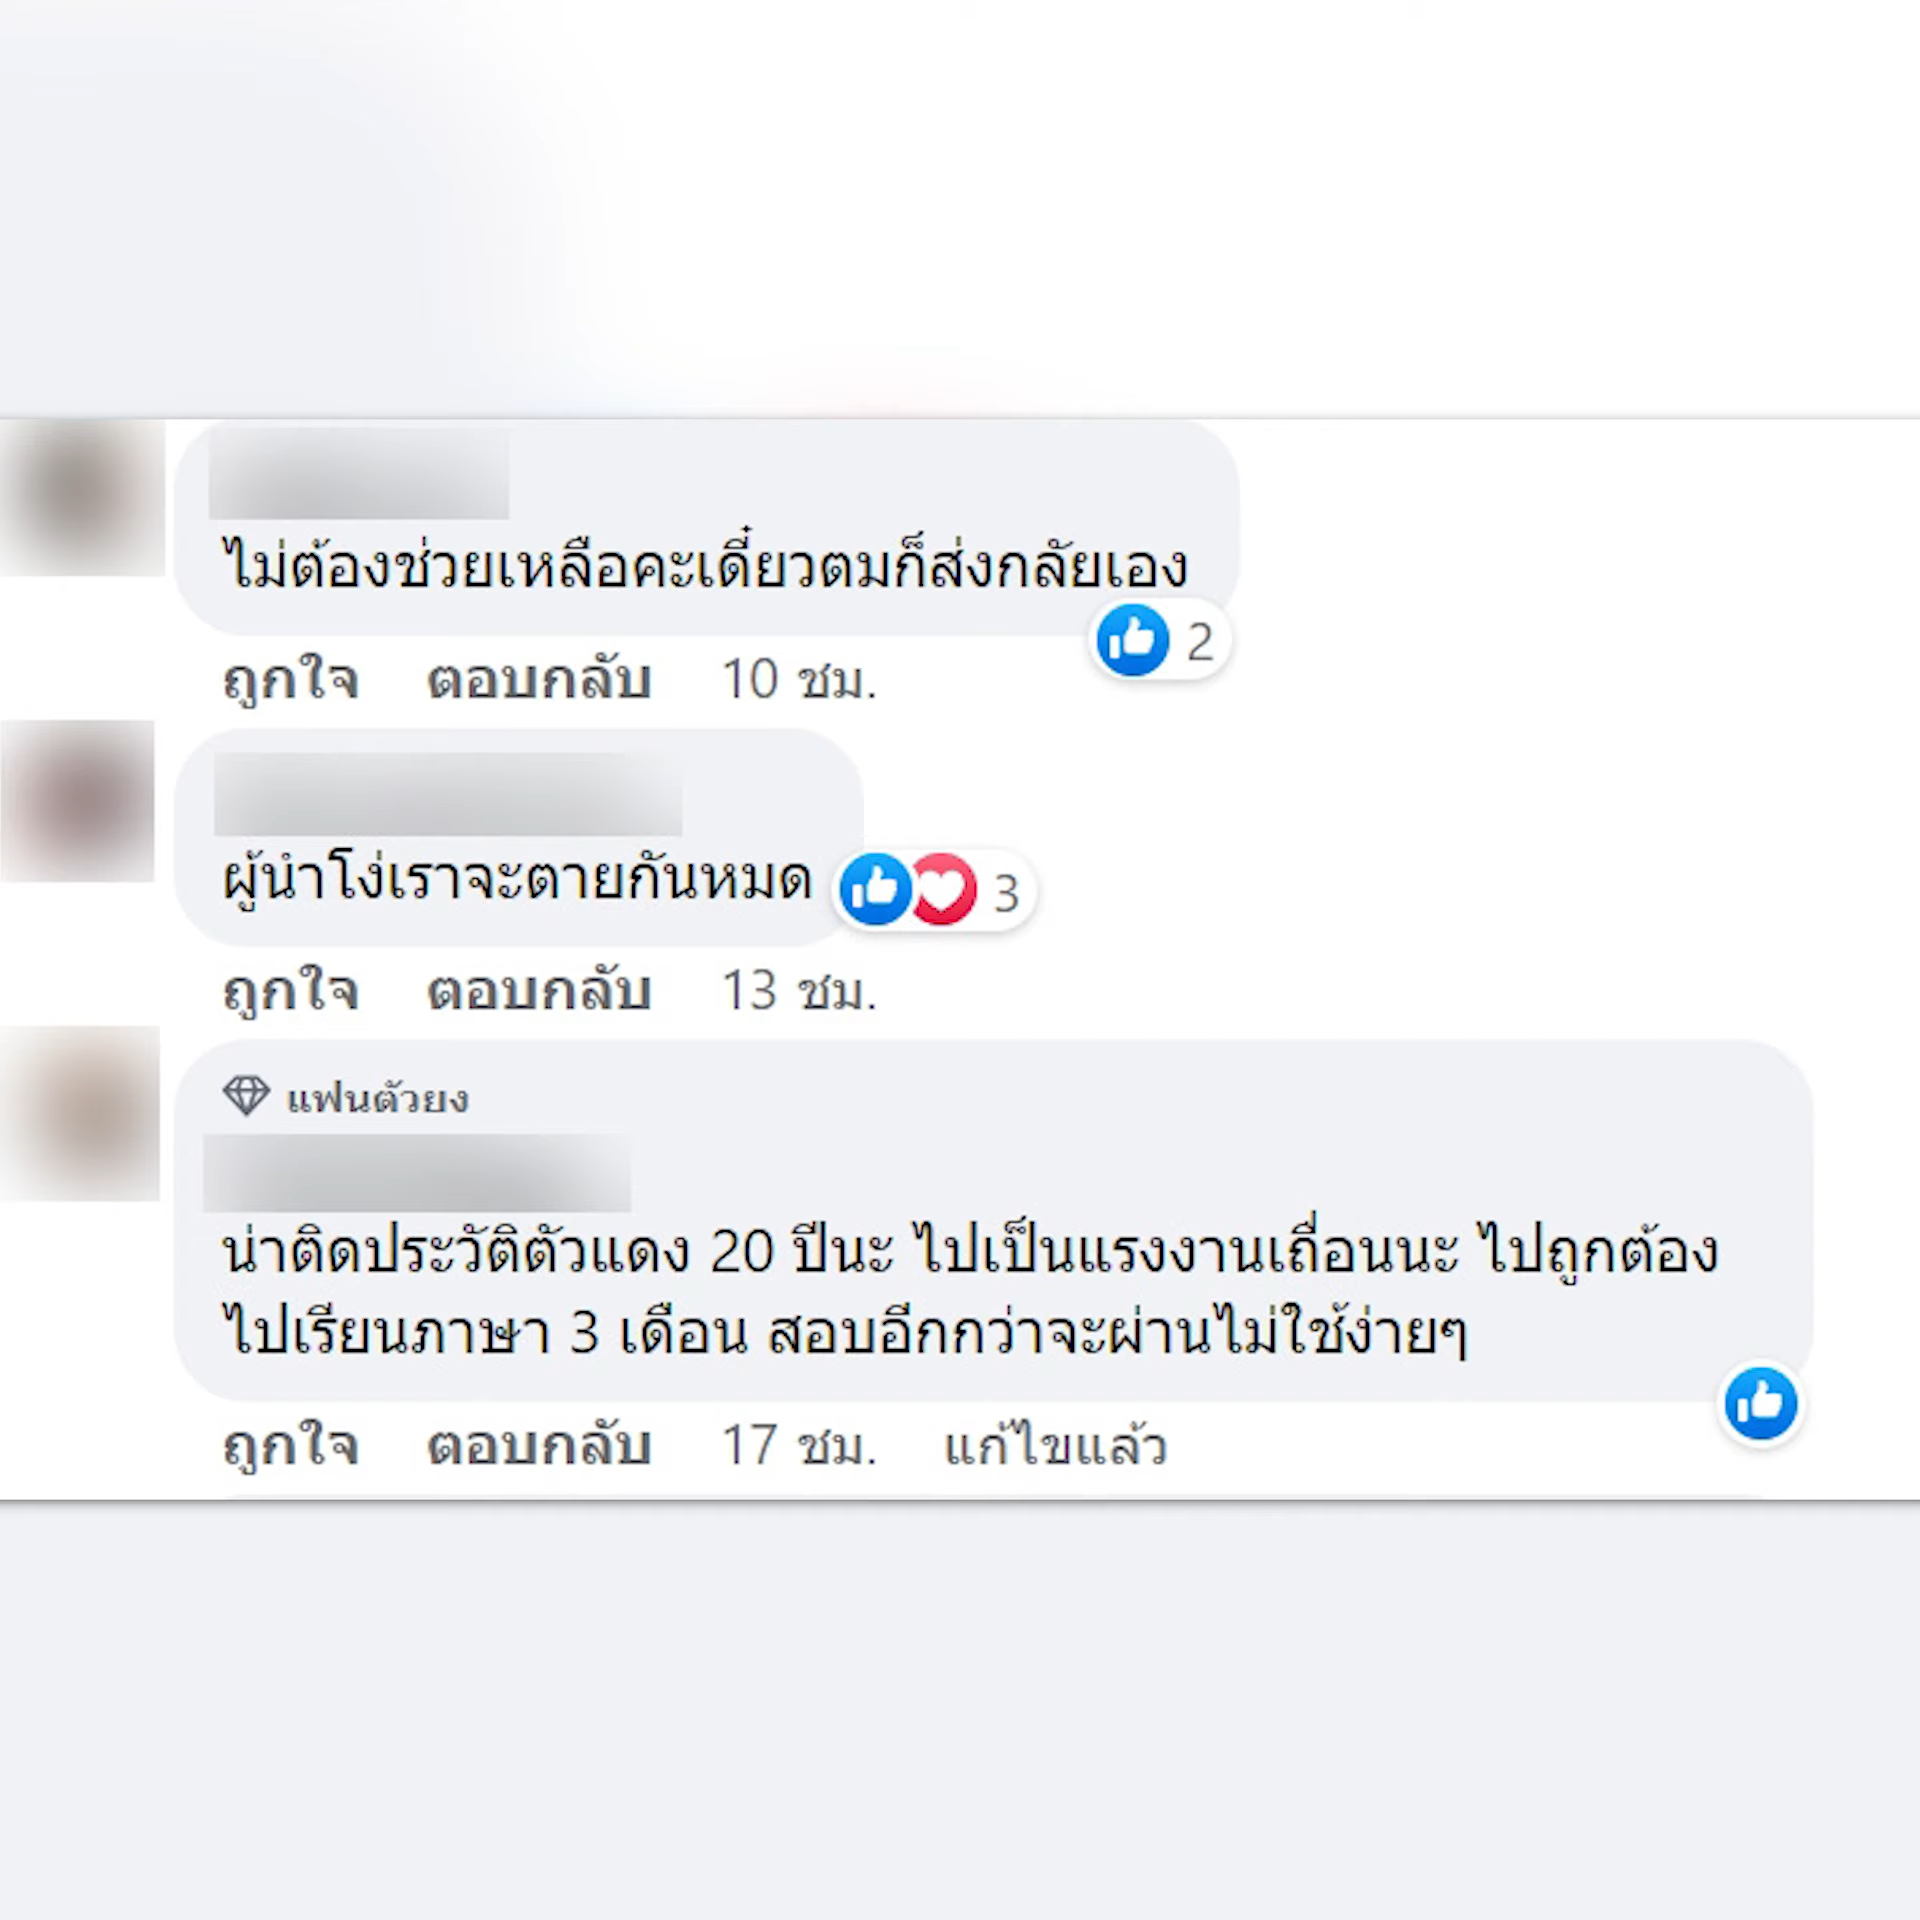 ไม่ต้องช่วยเหลือคะเดี๋ยวตมก็ส่งกลัยเอง
2
ถูกใจ ตอบกลับ 10 ชม.
ผู้นำโง่เราจะตายกันหมด
3
ถูกใจ ตอบกลับ 13 ชม.
แฟนตัวยง
น่าติดประวัติตัวแดง 20 ปีนะ ไปเป็นแรงงานเถื่อนนะ ไปถูกต้อง
ไปเรียนภาษา 3 เดือน สอบอีกกว่าจะผ่านไม่ใช้ง่ายๆ
ถูกใจ ตอบกลับ 17 ชม. แก้ไขแล้ว